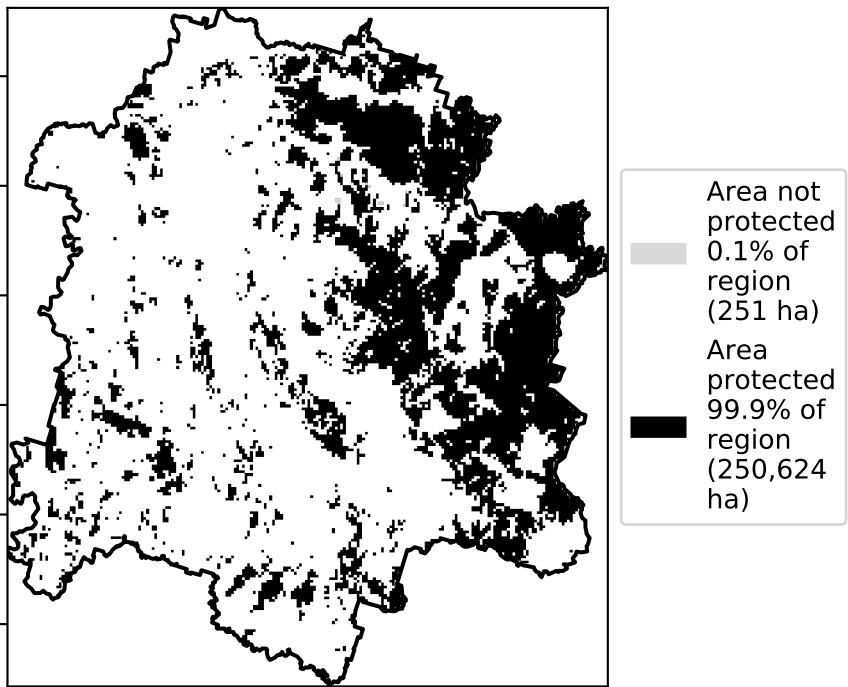 Area not
protected
0.1% of
region
(251 ha)
Area
protected
99.9% of
region
(250,624
ha)